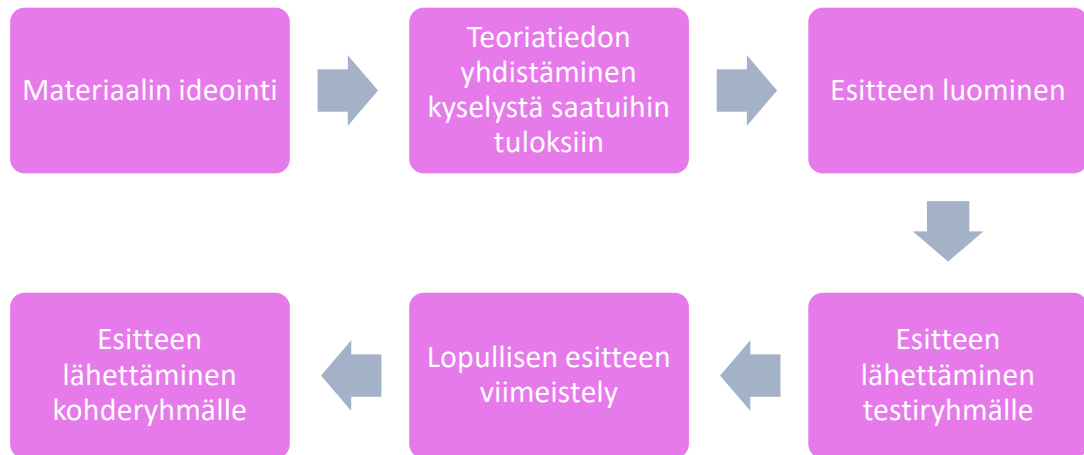 Materiaalin ideointi
Teoriatiedon
yhdistäminen
kyselystä saatuihin
tuloksiin
Esitteen luominen
Esitteen
lähettäminen
testiryhmälle
Lopullisen esitteen
viimeistely
Esitteen
lähettäminen
kohderyhmälle